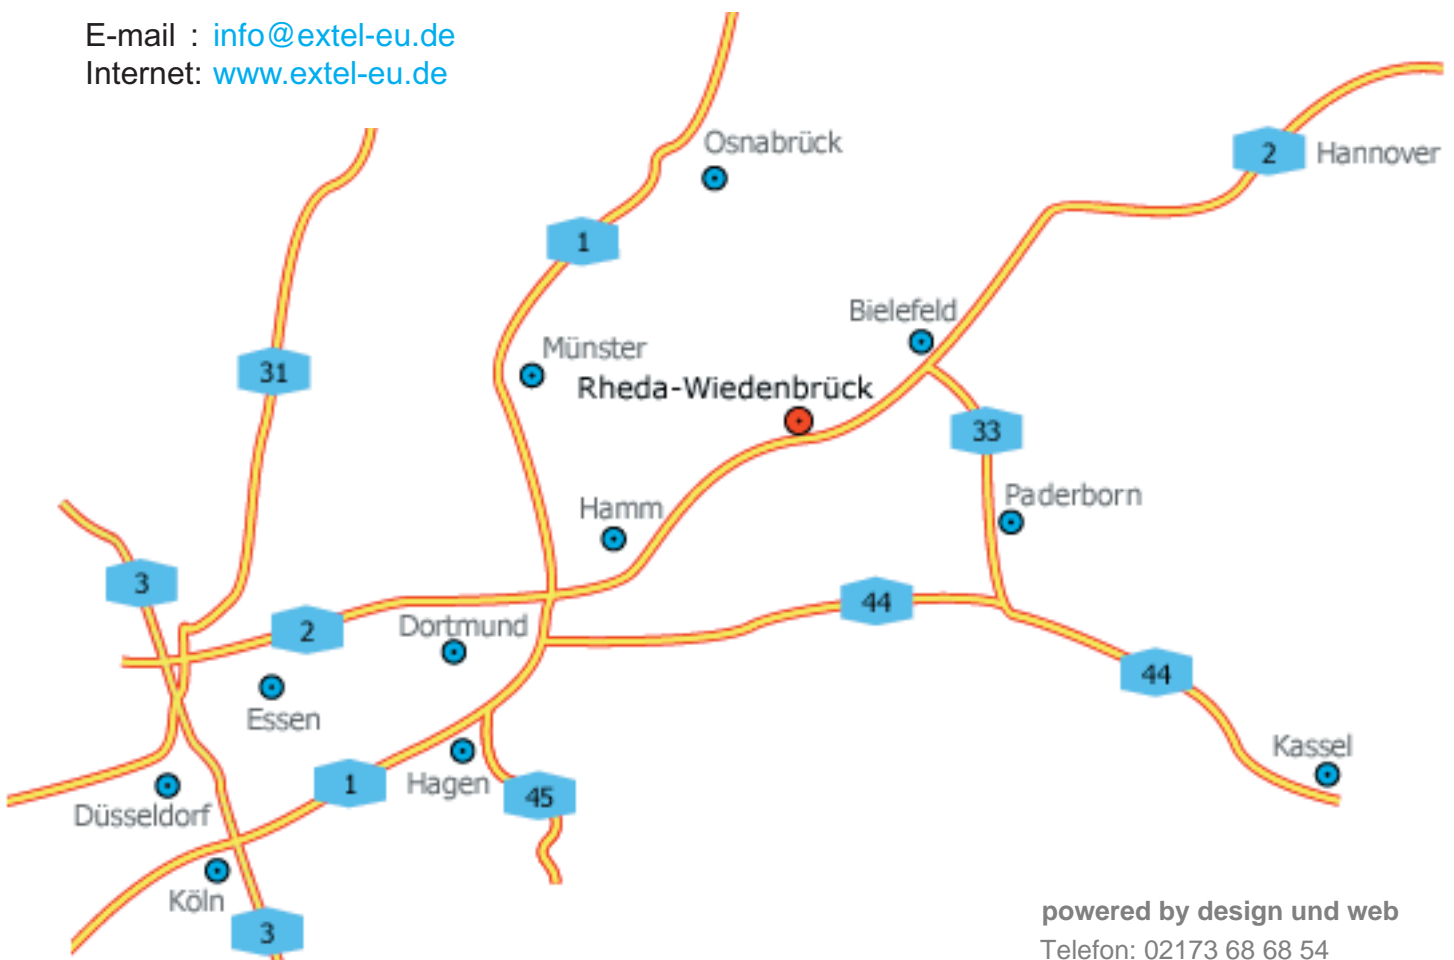 E-mail : info@extel-eu.de
Internet: www.extel-eu.de
Osnabrück
2
Hannover
1
Bielefeld
Münster
31
Rheda-Wiedenbrück
33
Hamm
Paderborn
3
44
2
Dortmund
44
Essen
Kassel
1
Hagen
45
Düsseldorf
Köln
3
powered by design und web
Telefon: 02173 68 68 54